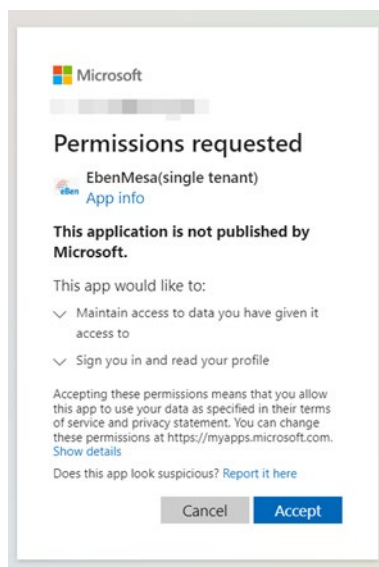 Microsoft
Permissions requested
EbenMesa(single tenant)
eBen
App info
This application is not published by
Microsoft.
This app would like to:
Maintain access to data you have given it
access to
Sign you in and read your profile
Accepting these permissions means that you allow
this app to use your data as specified in their terms
of service and privacy statement. You can change
these permissions at https://myapps.microsoft.com.
Show details
Does this app look suspicious? Report it here
Cancel Accept